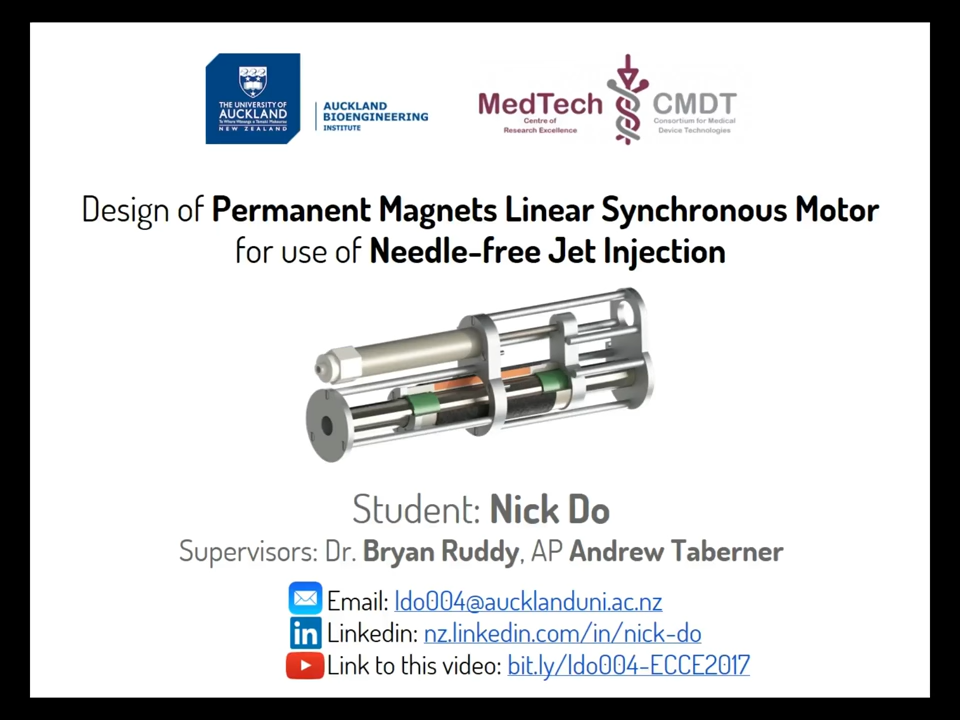 THE UNIVERSITY OF
AUCKLAND
NEW ZEALAND
AUCKLAND
BIOENGINEERING
INSTITUTE
MedTech
Centre of
Research Excellence
CMDT
Consortium for Medical
Device Technologies
Design of Permanent Magnets Linear Synchronous Motor
for use of Needle-free Jet Injection
Student: Nick Do
Supervisors: Dr. Bryan Ruddy, AP Andrew Taberner
Email: ldo004@aucklanduni.ac.nz
in Linkedin: nz.linkedin.com/in/nick-do
Link to this video: bit.ly/ldo004-ECCE2017